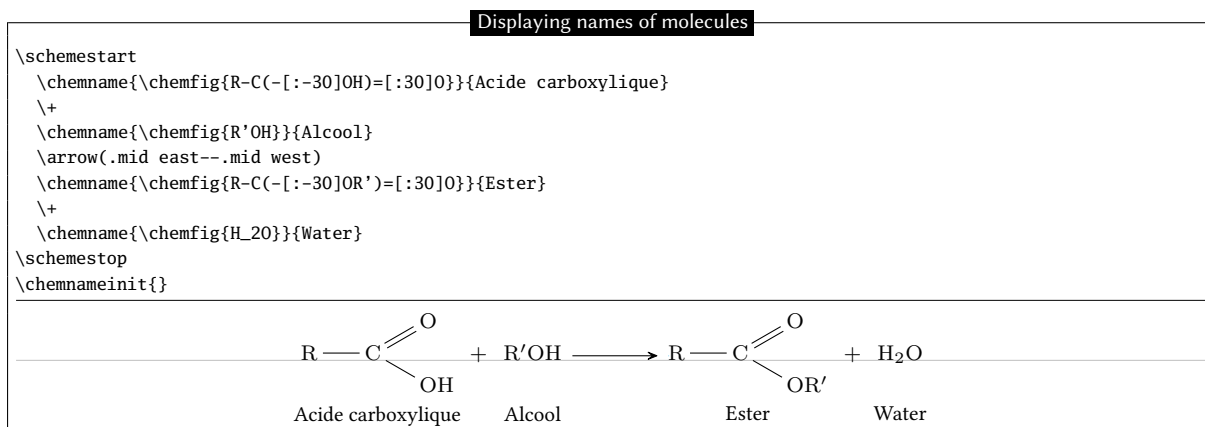 Displaying names of molecules
\schemestart
  \chemname{\chemfig{R-C(-[:-30]OH)=[:30]O}}{Acide carboxylique}
  \+
  \chemname{\chemfig{R’OH}}{Alcool}
  \arrow(.mid east--.mid west)
  \chemname{\chemfig{R-C(-[:-30]OR’)=[:30]O}}{Ester}
  \+
  \chemname{\chemfig{H_2O}}{Water}
\schemestop
\chemnameinit{}
O O
R C + R′OH R C + H₂O
OH OR′
Acide carboxylique Alcool Ester Water